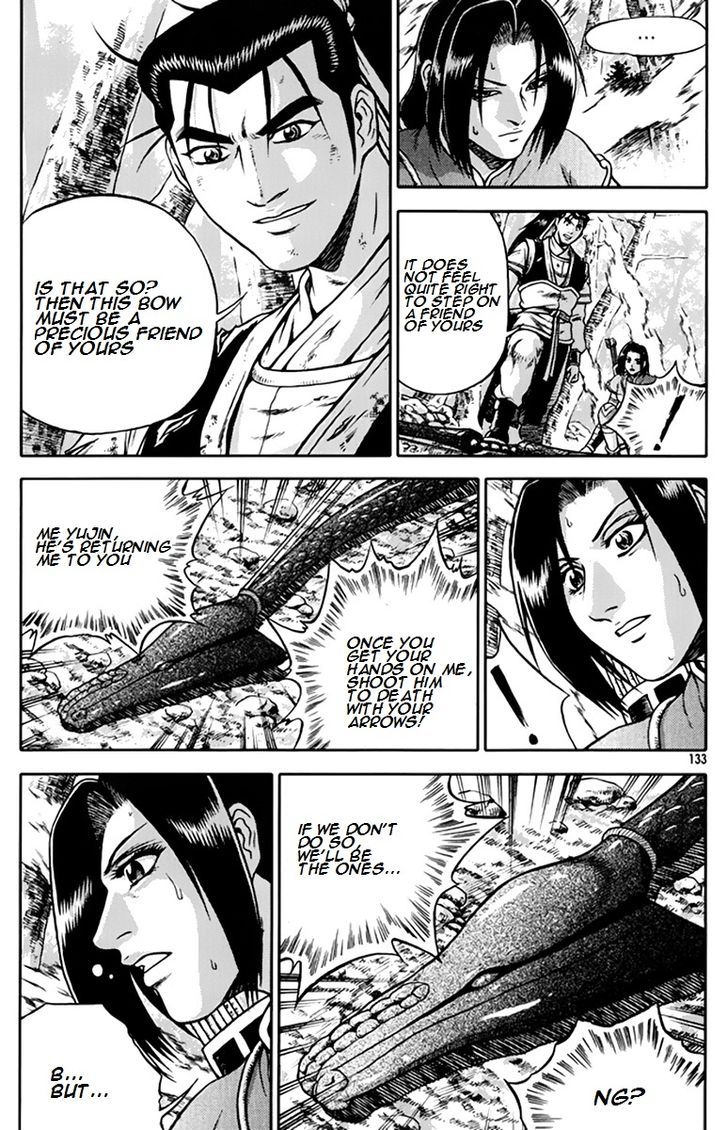 IS THAT SO?
THEN THIS BOW
MUST BE A
PRECIOUS FRIEND
OF YOURS
...
IT DOES
NOT FEEL
QUITE RIGHT
TO STEP ON
A FRIEND
OF YOURS
!
ME YUJIN,
HE'S RETURNING
ME TO YOU
ONCE YOU
GET YOUR
HANDS ON ME,
SHOOT HIM
TO DEATH
WITH YOUR
ARROWS!
!
133
B...
BUT...
IF WE DON'T
DO SO,
WE'LL BE
THE ONES...
NG?